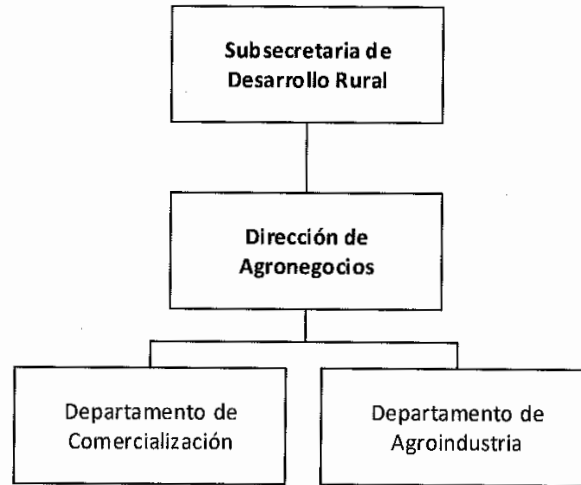 Subsecretaria de
Desarrollo Rural
Dirección de
Agronegocios
Departamento de
Comercialización
Departamento de
Agroindustria